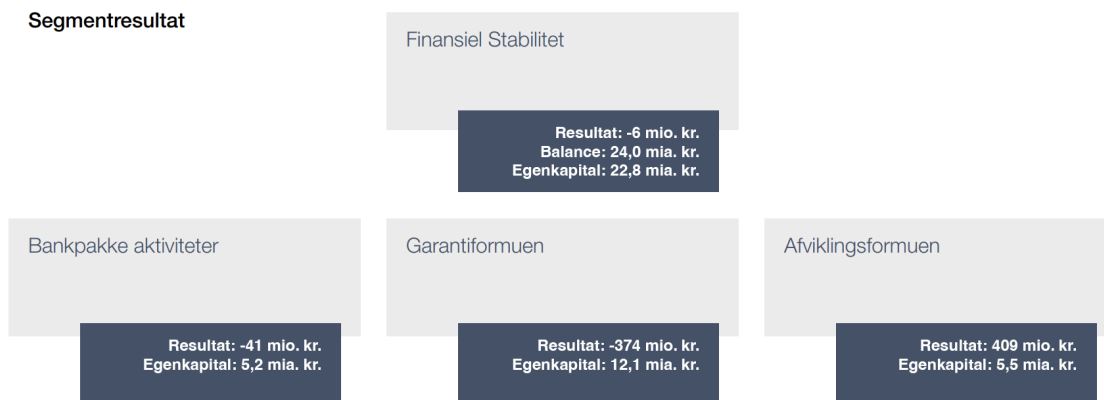 Segmentresultat
Finansiel Stabilitet
Resultat: -6 mio. kr.
Balance: 24,0 mia. kr.
Egenkapital: 22,8 mia. kr.
Bankpakke aktiviteter
Resultat: -41 mio. kr.
Egenkapital: 5,2 mia. kr.
Garantiformuen
Resultat: -374 mio. kr.
Egenkapital: 12,1 mia. kr.
Afviklingsformuen
Resultat: 409 mio. kr.
Egenkapital: 5,5 mia. kr.